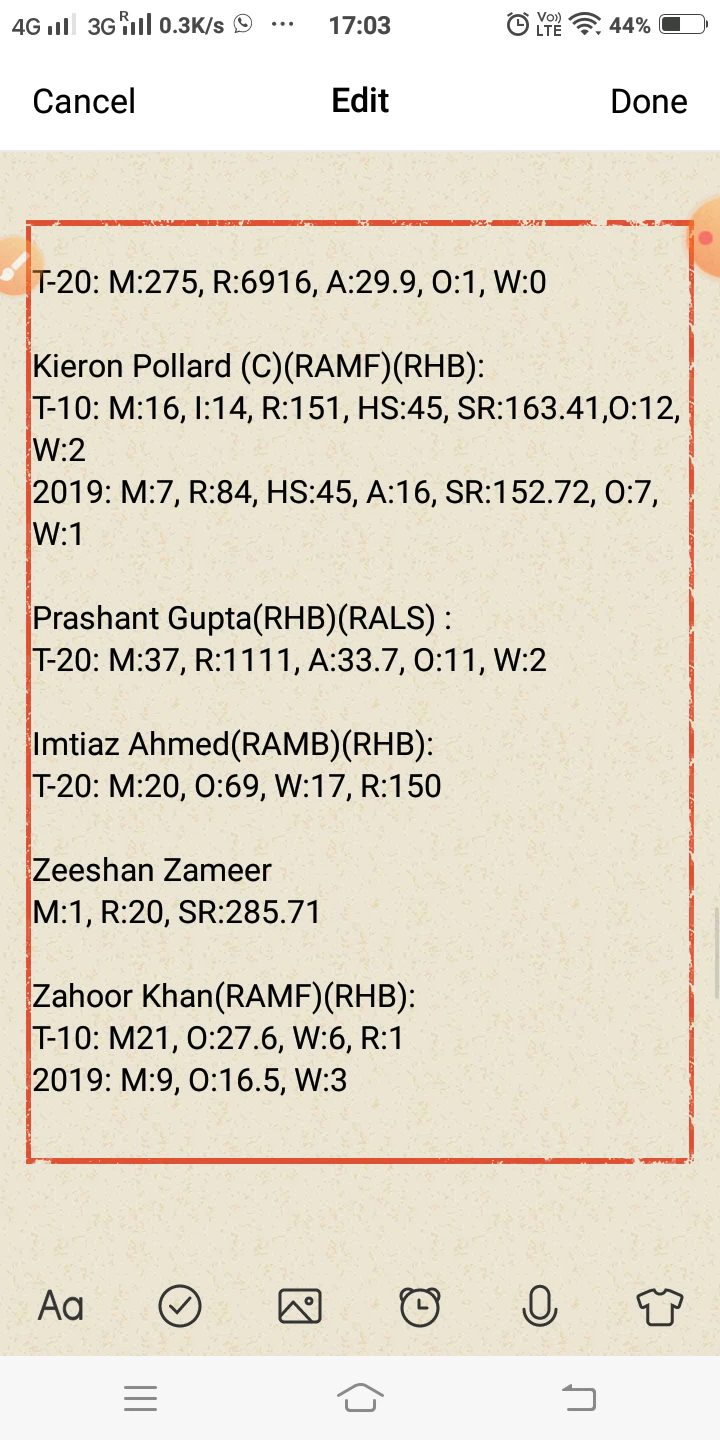 4G 3G R 0.3K/s ... 17:03 Vo)) LTE 44%
Cancel Edit Done
T-20: M:275, R:6916, A:29.9, O:1, W:0
Kieron Pollard (C)(RAMF)(RHB):
T-10: M:16, I:14, R:151, HS:45, SR:163.41,O:12,
W:2
2019: M:7, R:84, HS:45, A:16, SR:152.72, O:7,
W:1
Prashant Gupta(RHB)(RALS) :
T-20: M:37, R:1111, A:33.7, O:11, W:2
Imtiaz Ahmed(RAMB)(RHB):
T-20: M:20, O:69, W:17, R:150
Zeeshan Zameer
M:1, R:20, SR:285.71
Zahoor Khan(RAMF)(RHB):
T-10: M21, O:27.6, W:6, R:1
2019: M:9, O:16.5, W:3
Aa